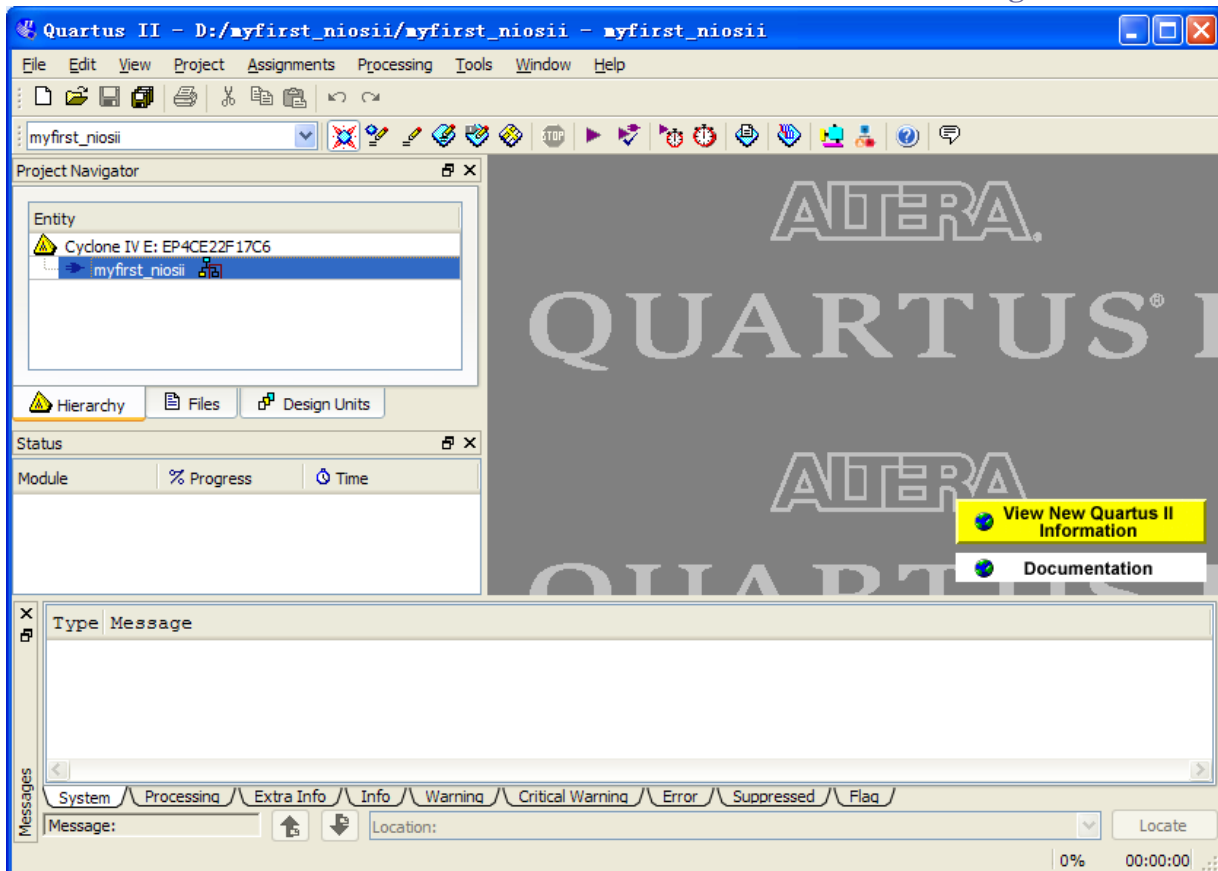 Quartus II - D:/myfirst_niosii/myfirst_niosii - myfirst_niosii
File Edit View Project Assignments Processing Tools Window Help
myfirst_niosii
STOP
Project Navigator
Entity
Cyclone IV E: EP4CE22F17C6
myfirst_niosii
Hierarchy Files Design Units
Status
Module % Progress Time
ALTERA.
QUARTUS® I
ALTERA
View New Quartus II
Information
Documentation
QUARTUS I
Type Message
Messages
System Processing Extra Info Info Warning Critical Warning Error Suppressed Flag
Message: Location: Locate
0% 00:00:00